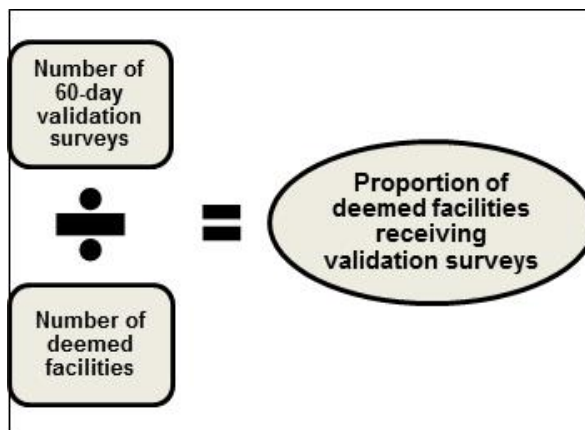 Number of
60-day
validation
surveys
÷
=
Proportion of
deemed facilities
receiving
validation surveys
Number of
deemed
facilities